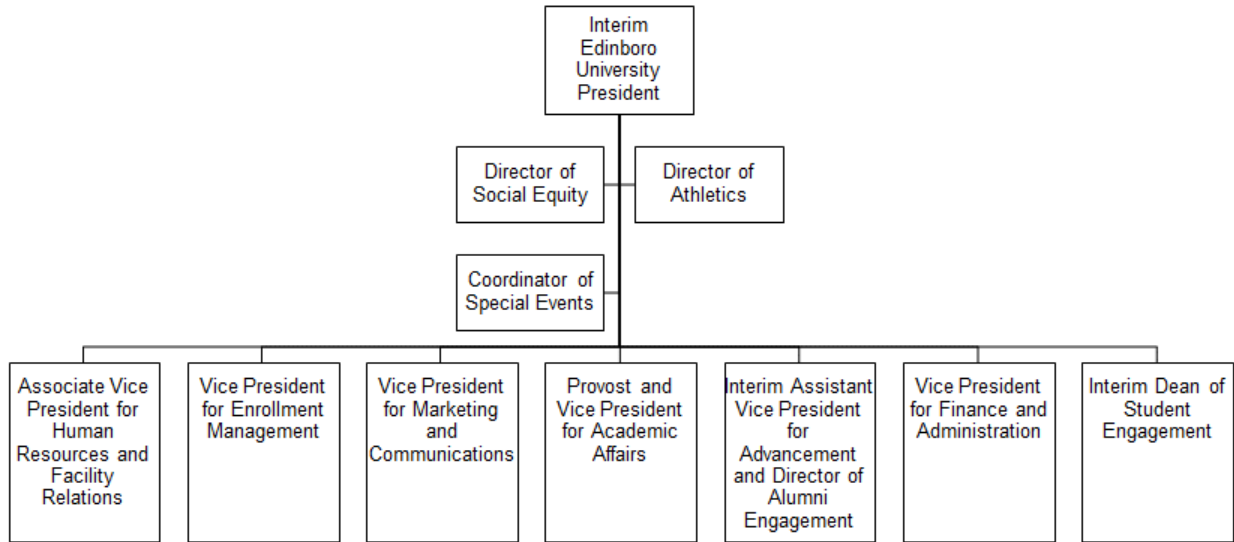 Interim
Edinboro
University
President
Director of
Social Equity
Director of
Athletics
Coordinator of
Special Events
Associate Vice
President for
Human
Resources and
Facility
Relations
Vice President
for Enrollment
Management
Vice President
for Marketing
and
Communications
Provost and
Vice President
for Academic
Affairs
Interim Assistant
Vice President
for
Advancement
and Director of
Alumni
Engagement
Vice President
for Finance and
Administration
Interim Dean of
Student
Engagement